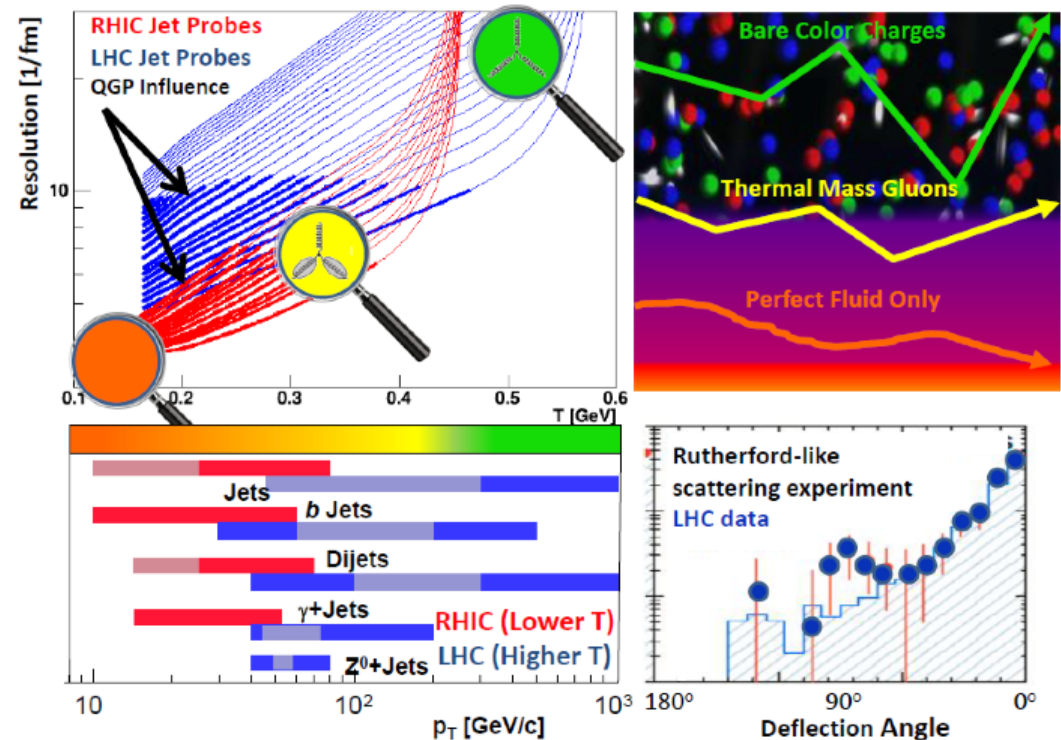 RHIC Jet Probes
LHC Jet Probes
QGP Influence
Resolution [1/fm]
10
0.1
0.2
0.3
0.4
0.5
0.6
T [GeV]
Bare Color Charges
Thermal Mass Gluons
Perfect Fluid Only
Jets
b Jets
Dijets
γ+Jets
Z⁰+Jets
RHIC (Lower T)
LHC (Higher T)
10
10²
10³
p_T [GeV/c]
Rutherford-like
scattering experiment
LHC data
180°
90°
0°
Deflection Angle